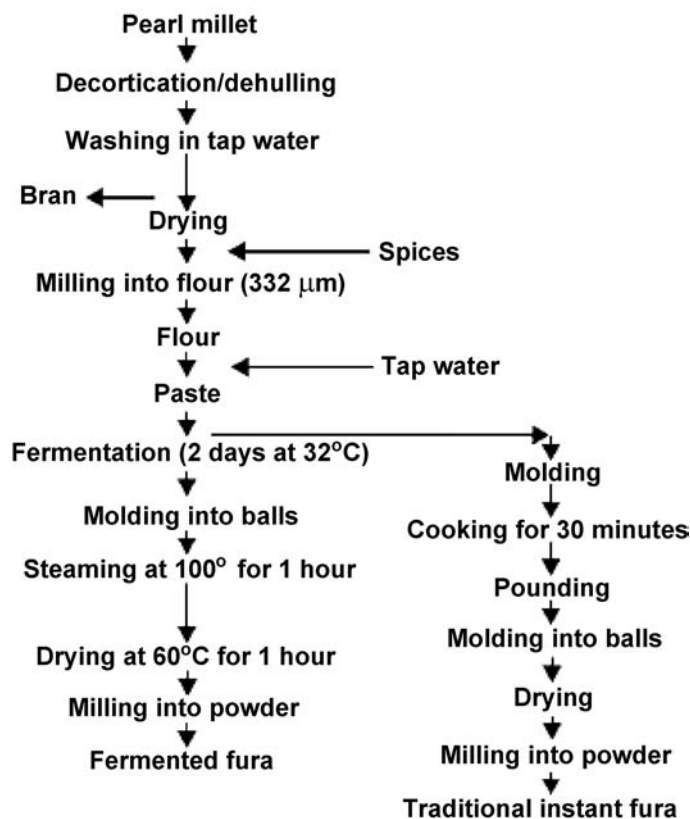 Pearl millet
Decortication/dehulling
Washing in tap water
Bran
Drying
Spices
Milling into flour (332 μm)
Flour
Tap water
Paste
Fermentation (2 days at 32°C)
Molding into balls
Steaming at 100° for 1 hour
Drying at 60°C for 1 hour
Milling into powder
Fermented fura
Molding
Cooking for 30 minutes
Pounding
Molding into balls
Drying
Milling into powder
Traditional instant fura